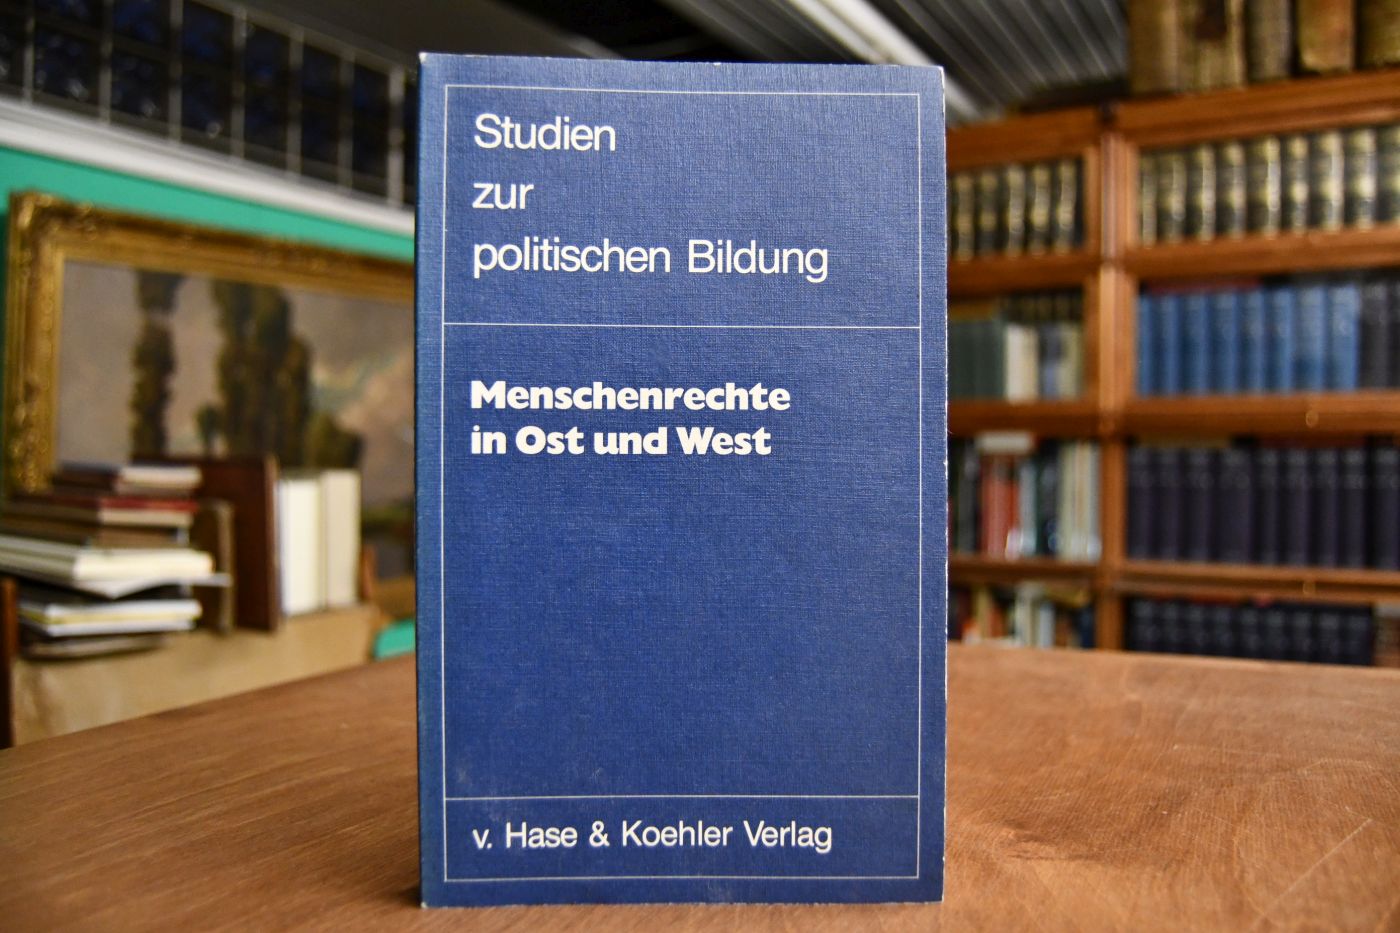 Studien
zur
politischen Bildung
Menschenrechte
in Ost und West
v. Hase & Koehler Verlag